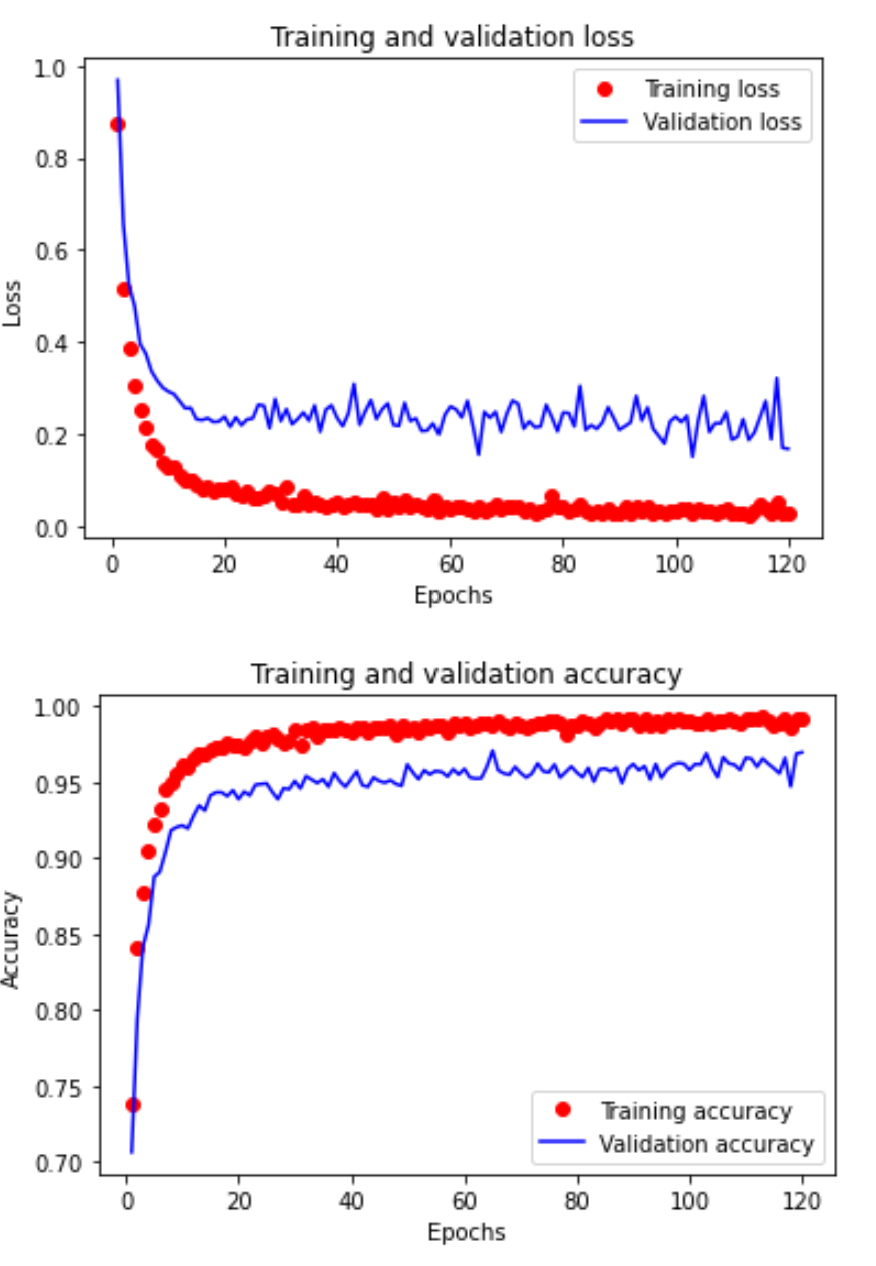 Training and validation loss
1.0
Training loss
Validation loss
0.8
0.6
Loss
0.4
0.2
0.0
0 20 40 60 80 100 120
Epochs
Training and validation accuracy
1.00
0.95
0.90
Accuracy
0.85
0.80
0.75
Training accuracy
Validation accuracy
0.70
0 20 40 60 80 100 120
Epochs